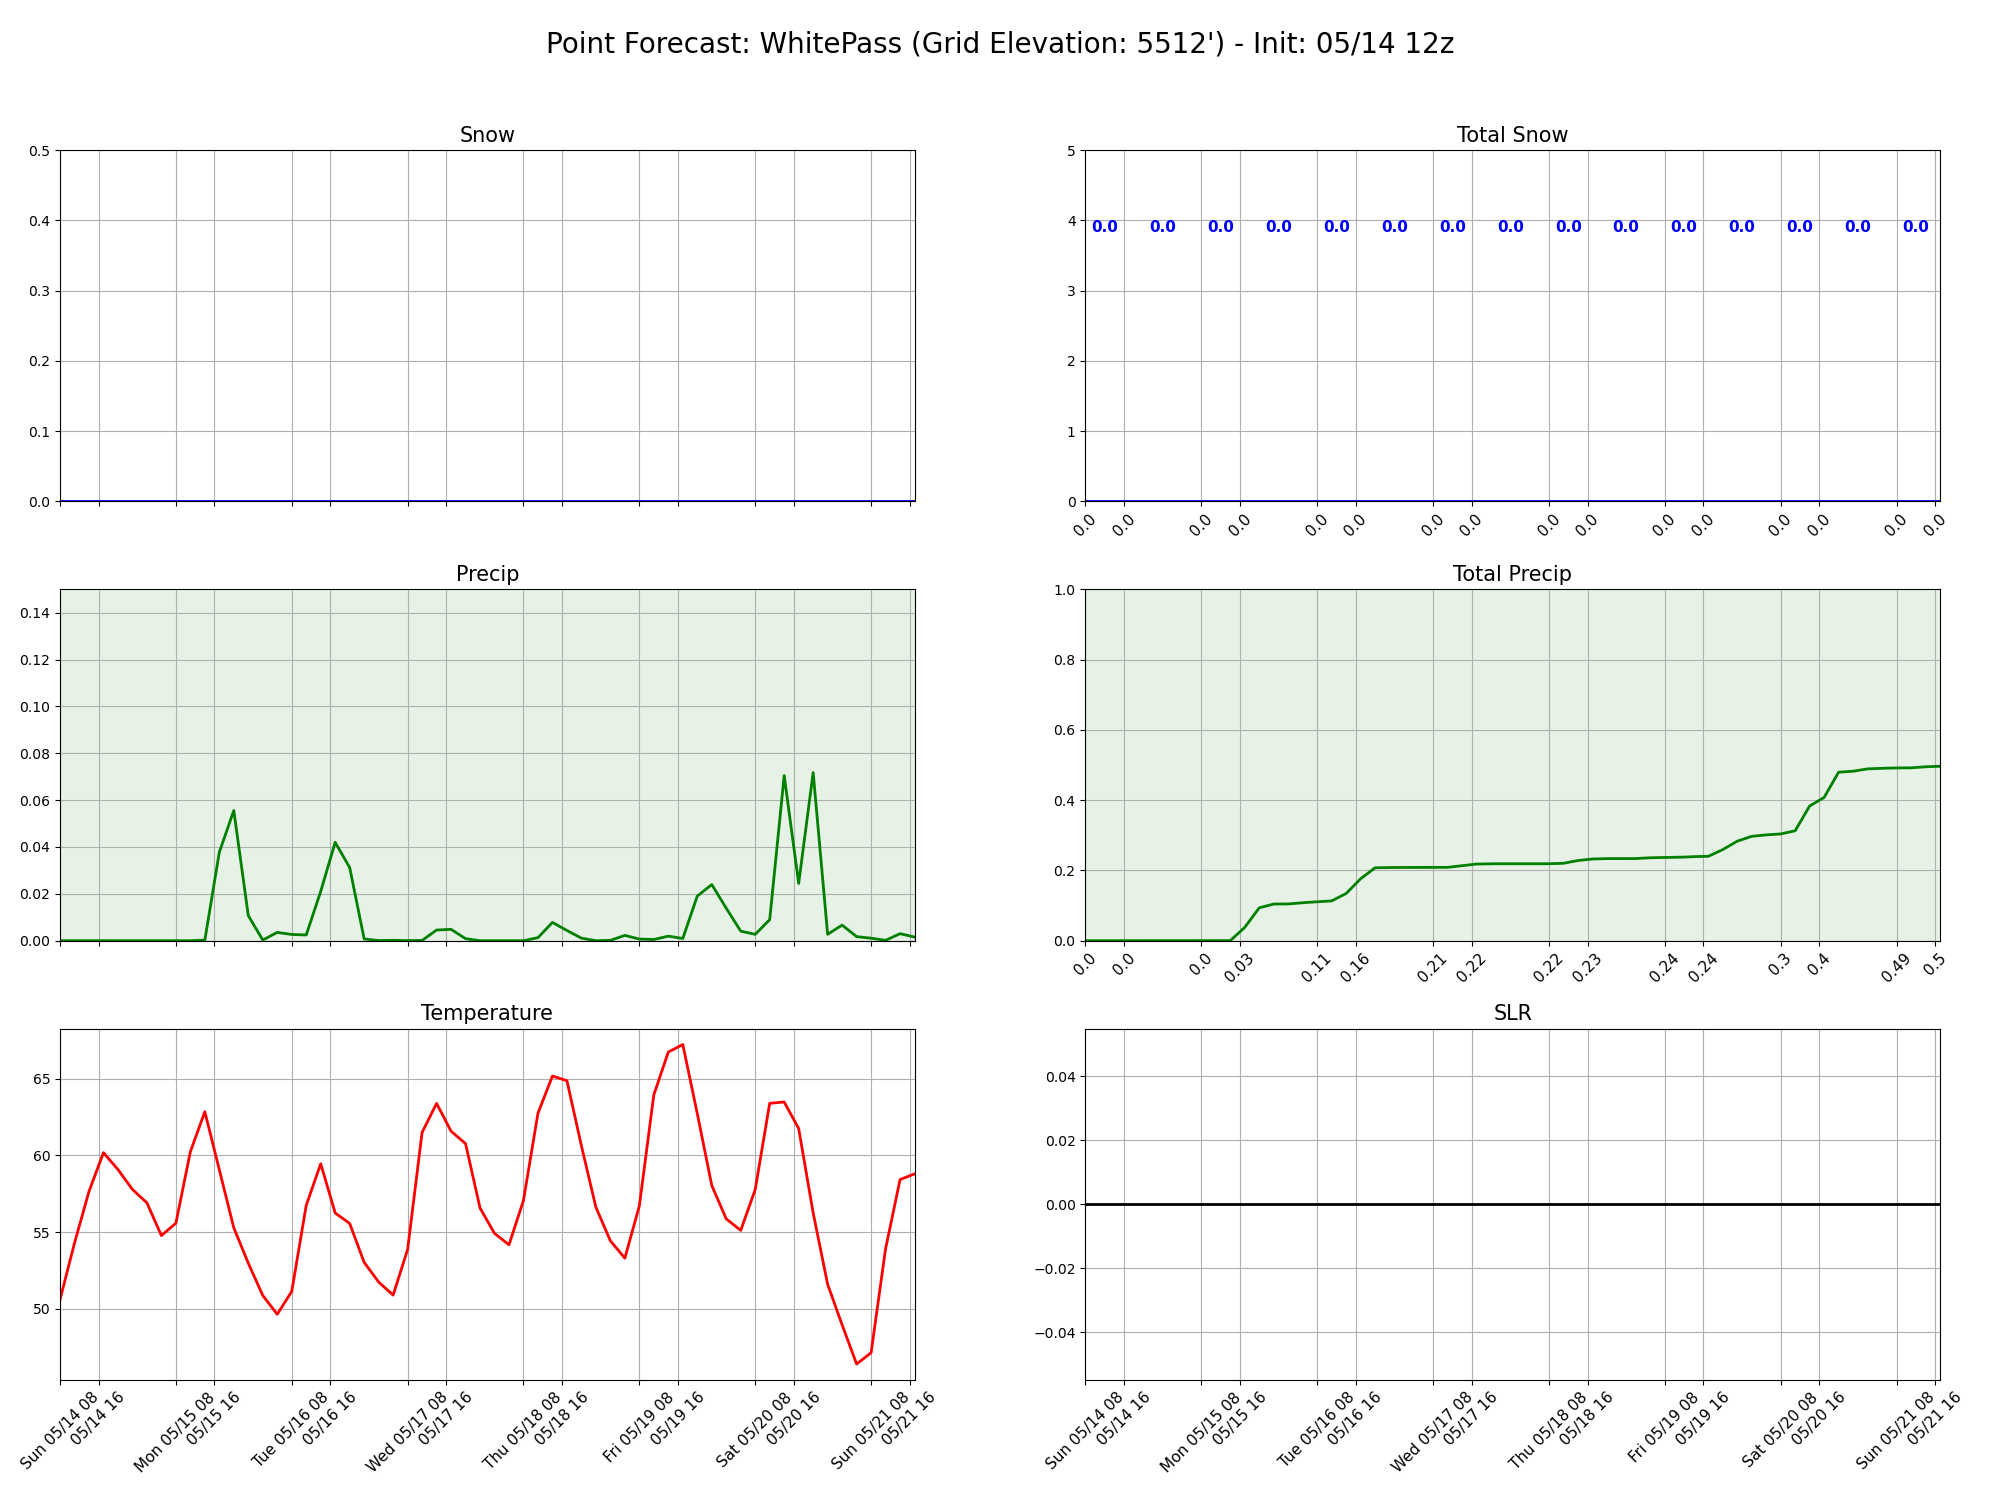 Point Forecast: WhitePass (Grid Elevation: 5512') - Init: 05/14 12z
Snow
0.5
0.4
0.3
0.2
0.1
0.0
Total Snow
5
4
3
2
1
0
0.0 0.0 0.0 0.0 0.0 0.0 0.0 0.0 0.0 0.0 0.0 0.0 0.0 0.0 0.0
0.0 0.0 0.0 0.0 0.0 0.0 0.0 0.0 0.0 0.0 0.0 0.0 0.0 0.0 0.0 0.0
Precip
0.14
0.12
0.10
0.08
0.06
0.04
0.02
0.00
Total Precip
1.0
0.8
0.6
0.4
0.2
0.0
0.0 0.0 0.0 0.03 0.11 0.16 0.21 0.22 0.22 0.23 0.24 0.24 0.3 0.4 0.49 0.5
Temperature
65
60
55
50
Sun 05/14 08
05/14 16
Mon 05/15 08
05/15 16
Tue 05/16 08
05/16 16
Wed 05/17 08
05/17 16
Thu 05/18 08
05/18 16
Fri 05/19 08
05/19 16
Sat 05/20 08
05/20 16
Sun 05/21 08
05/21 16
SLR
0.04
0.02
0.00
−0.02
−0.04
Sun 05/14 08
05/14 16
Mon 05/15 08
05/15 16
Tue 05/16 08
05/16 16
Wed 05/17 08
05/17 16
Thu 05/18 08
05/18 16
Fri 05/19 08
05/19 16
Sat 05/20 08
05/20 16
Sun 05/21 08
05/21 16